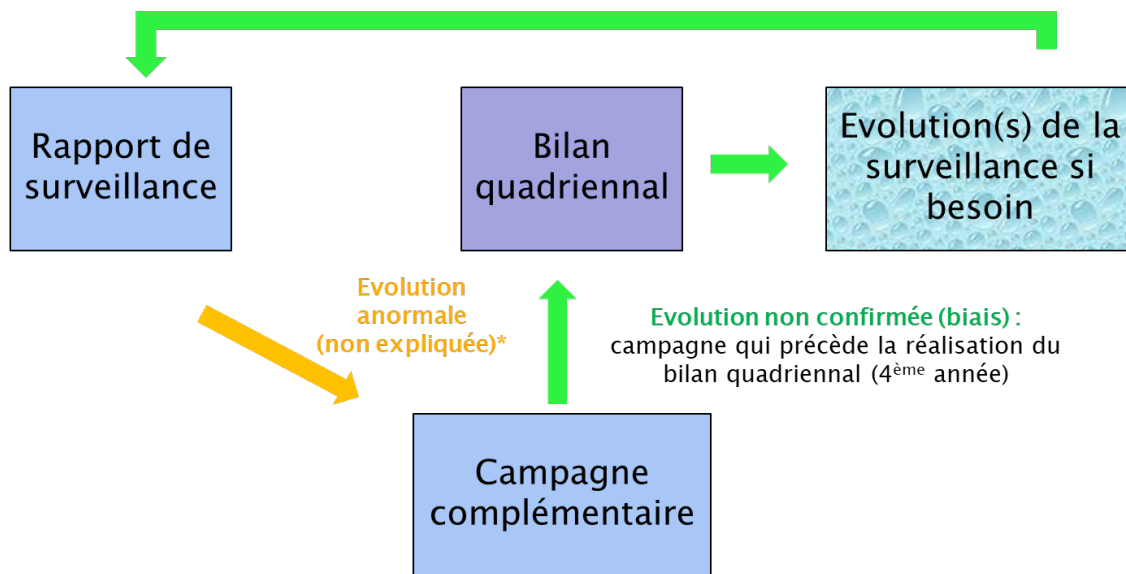 Rapport de
surveillance
Bilan
quadriennal
Evolution(s) de la
surveillance si
besoin
Evolution
anormale
(non expliquée)*
Evolution non confirmée (biais) :
campagne qui précède la réalisation du
bilan quadriennal (4ème année)
Campagne
complémentaire